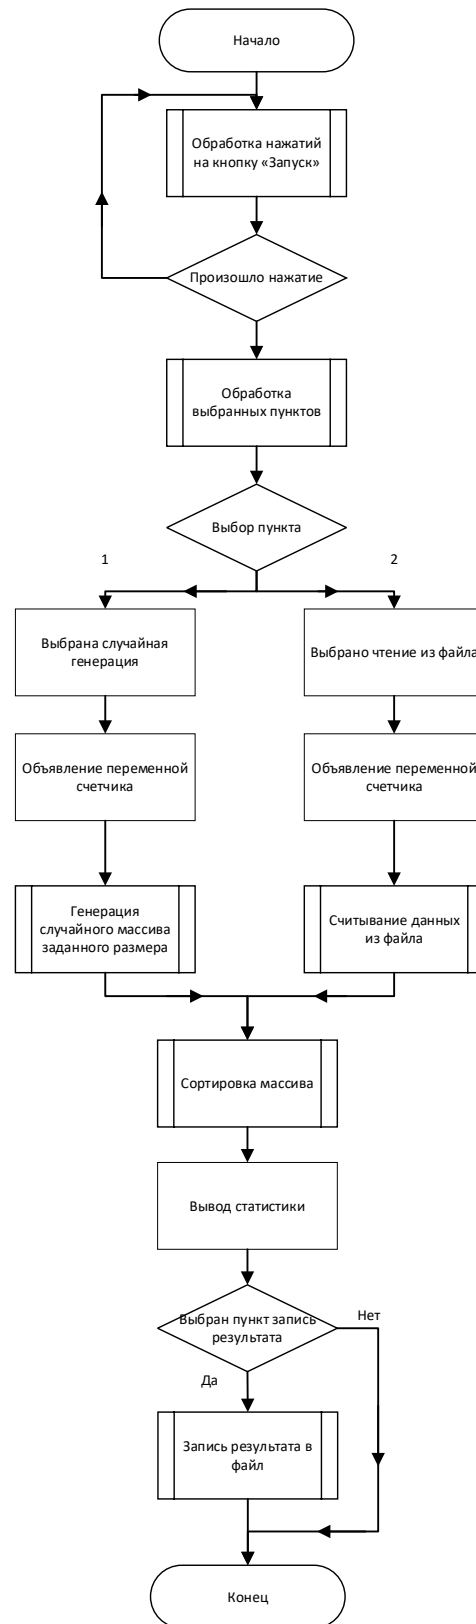 Начало
Обработка нажатий
на кнопку «Запуск»
Произошло нажатие
Обработка
выбранных пунктов
Выбор пункта
1
2
Выбрана случайная
генерация
Выбрано чтение из файла
Объявление переменной
счетчика
Объявление переменной
счетчика
Генерация
случайного массива
заданного размера
Считывание данных
из файла
Сортировка массива
Вывод статистики
Выбран пункт запись
результата
Нет
Да
Запись результата в
файл
Конец